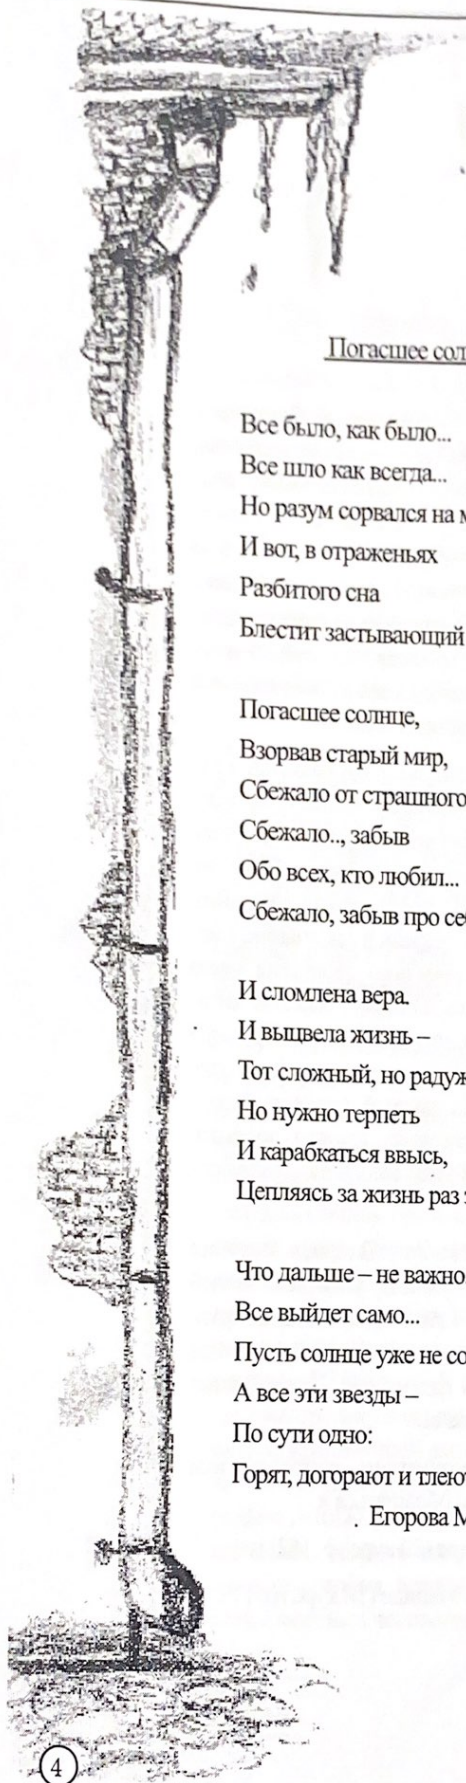 Погасшее сол
Все было, как было...
Все шло как всегда...
Но разум сорвался на
И вот, в отраженьях
Разбитого сна
Блестит застывающий
Погасшее солнце,
Взорвав старый мир,
Сбежало от страшного
Сбежало.., забыв
Обо всех, кто любил...
Сбежало, забыв про се
И сломлена вера.
И выцвела жизнь –
Тот сложный, но радуж
Но нужно терпеть
И карабкаться ввысь,
Цепляясь за жизнь раз
Что дальше – не важно
Все выйдет само...
Пусть солнце уже не со
А все эти звезды –
По сути одно:
Горят, догорают и тлеют
Егорова М
4